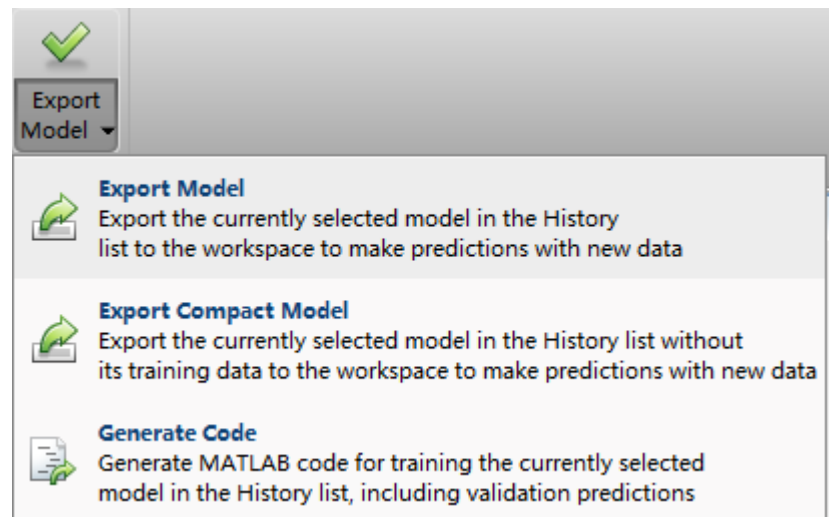 Export
Model
Export Model
Export the currently selected model in the History
list to the workspace to make predictions with new data
Export Compact Model
Export the currently selected model in the History list without
its training data to the workspace to make predictions with new data
Generate Code
Generate MATLAB code for training the currently selected
model in the History list, including validation predictions